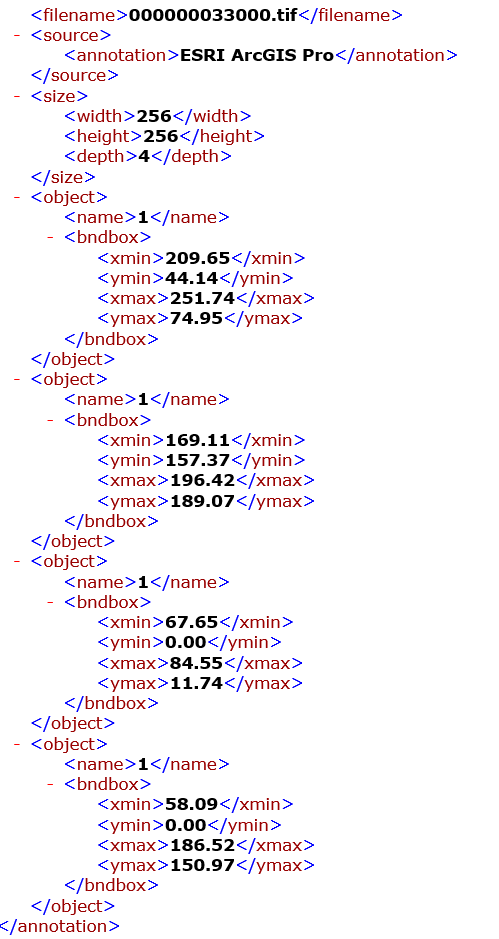 <filename>000000033000.tif</filename>
- <source>
<annotation>ESRI ArcGIS Pro</annotation>
</source>
- <size>
<width>256</width>
<height>256</height>
<depth>4</depth>
</size>
- <object>
<name>1</name>
- <bndbox>
<xmin>209.65</xmin>
<ymin>44.14</ymin>
<xmax>251.74</xmax>
<ymax>74.95</ymax>
</bndbox>
</object>
- <object>
<name>1</name>
- <bndbox>
<xmin>169.11</xmin>
<ymin>157.37</ymin>
<xmax>196.42</xmax>
<ymax>189.07</ymax>
</bndbox>
</object>
- <object>
<name>1</name>
- <bndbox>
<xmin>67.65</xmin>
<ymin>0.00</ymin>
<xmax>84.55</xmax>
<ymax>11.74</ymax>
</bndbox>
</object>
- <object>
<name>1</name>
- <bndbox>
<xmin>58.09</xmin>
<ymin>0.00</ymin>
<xmax>186.52</xmax>
<ymax>150.97</ymax>
</bndbox>
</object>
</annotation>